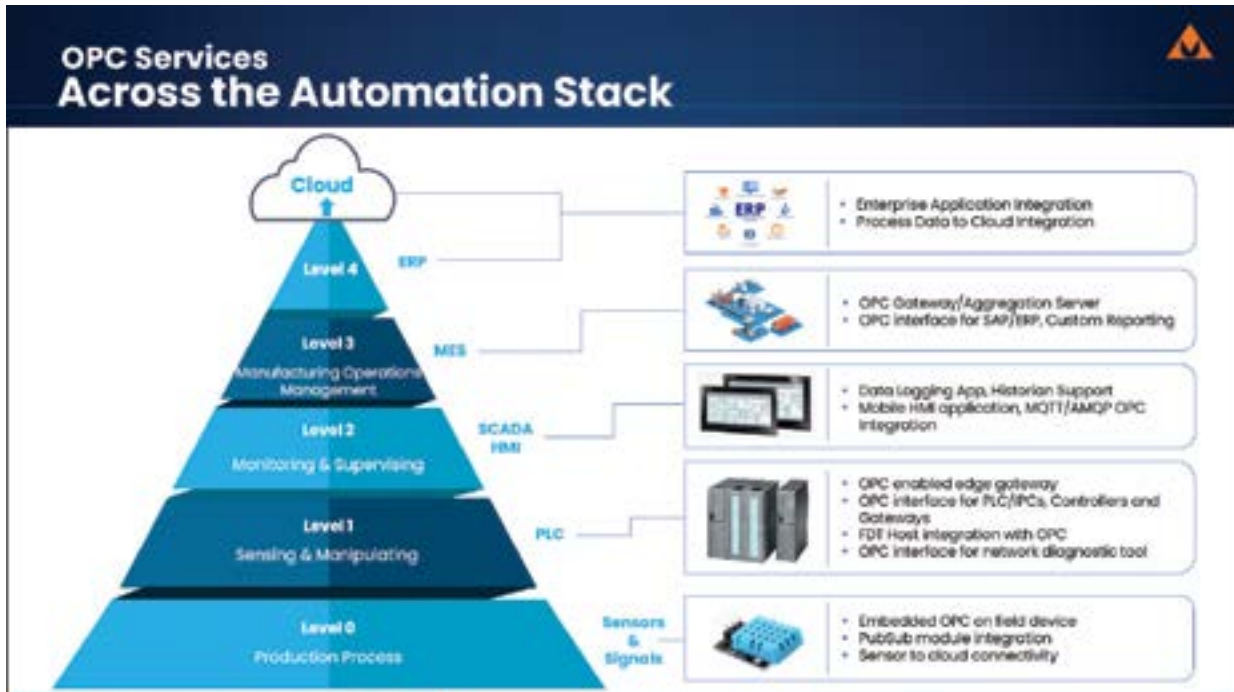 OPC Services
Across the Automation Stack
Cloud
Level 4
ERP
ERP
• Enterprise Application Integration
• Process Data to Cloud Integration
Level 3
Manufacturing Operations
Management
MES
• OPC Gateway/Aggregation Server
• OPC interface for SAP/ERP, Custom Reporting
Level 2
Monitoring & Supervising
SCADA
HMI
• Data Logging App, Historian Support
• Mobile HMI application, MQTT/AMQP OPC
Integration
Level 1
Sensing & Manipulating
PLC
• OPC enabled edge gateway
• OPC interface for PLC/IPCs, Controllers and
Gateways
• FDT Host integration with OPC
• OPC interface for network diagnostic tool
Level 0
Production Process
Sensors
&
Signals
• Embedded OPC on field device
• PubSub module integration
• Sensor to cloud connectivity